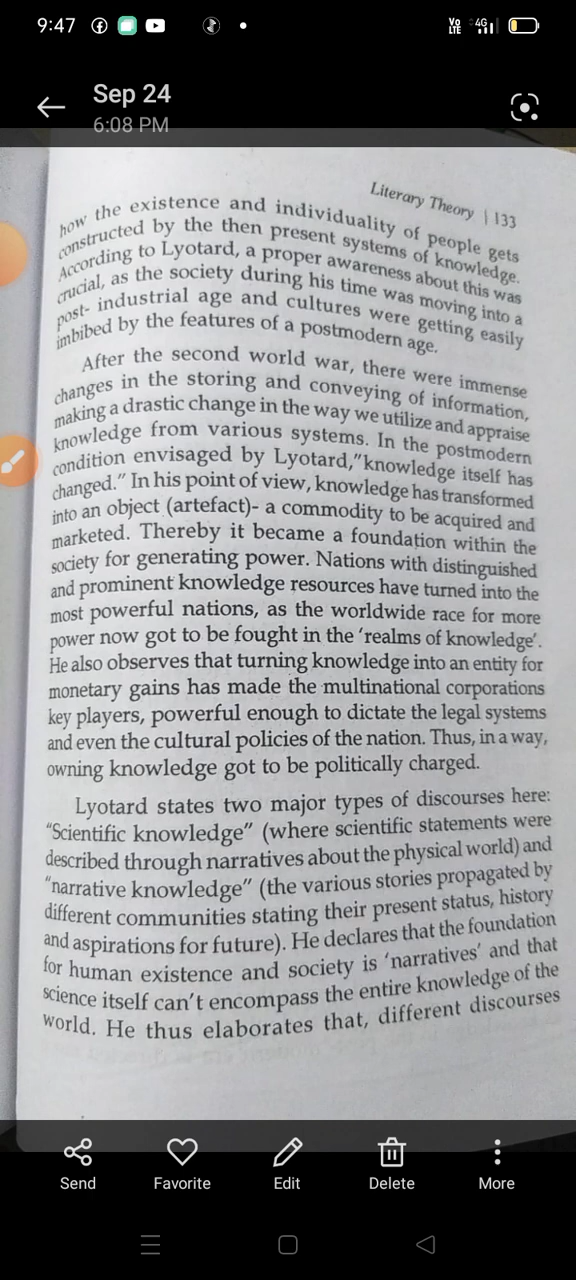 9:47
Vo LTE 4G
Sep 24
6:08 PM
Literary Theory | 133
how the existence and individuality of people gets
constructed by the then present systems of knowledge.
According to Lyotard, a proper awareness about this was
crucial, as the society during his time was moving into a
post- industrial age and cultures were getting easily
imbibed by the features of a postmodern age.
After the second world war, there were immense
changes in the storing and conveying of information,
making a drastic change in the way we utilize and appraise
knowledge from various systems. In the postmodern
condition envisaged by Lyotard,"knowledge itself has
changed." In his point of view, knowledge has transformed
into an object (artefact)- a commodity to be acquired and
marketed. Thereby it became a foundation within the
society for generating power. Nations with distinguished
and prominent knowledge resources have turned into the
most powerful nations, as the worldwide race for more
power now got to be fought in the 'realms of knowledge'.
He also observes that turning knowledge into an entity for
monetary gains has made the multinational corporations
key players, powerful enough to dictate the legal systems
and even the cultural policies of the nation. Thus, in a way,
owning knowledge got to be politically charged.
Lyotard states two major types of discourses here:
"Scientific knowledge" (where scientific statements were
described through narratives about the physical world) and
"narrative knowledge" (the various stories propagated by
different communities stating their present status, history
and aspirations for future). He declares that the foundation
for human existence and society is 'narratives' and that
science itself can't encompass the entire knowledge of the
world. He thus elaborates that, different discourses
Send
Favorite
Edit
Delete
More